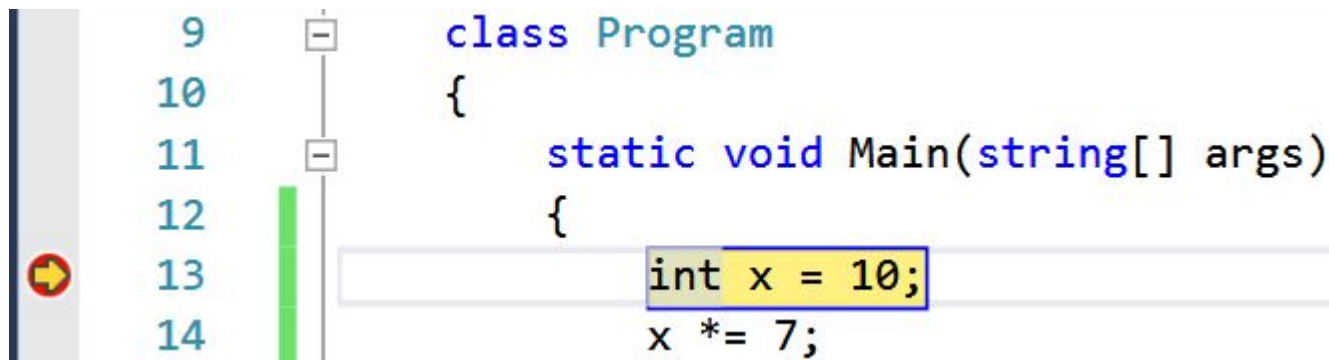 9 class Program
10 {
11 static void Main(string[] args)
12 {
13 int x = 10;
14 x *= 7;